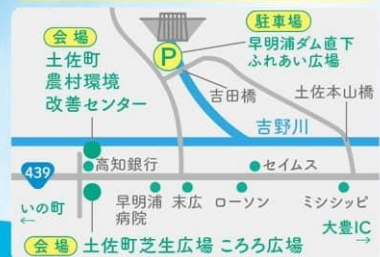 会場
土佐町
農村環境
改善センター
駐車場
P
早明浦ダム直下
ふれあい広場
吉田橋
土佐本山橋
吉野川
高知銀行
セイムス
439
いの町
←
早明浦
病院
末広
ローソン
ミシシッピ
大豊IC
→
会場 土佐町芝生広場 ころろ広場